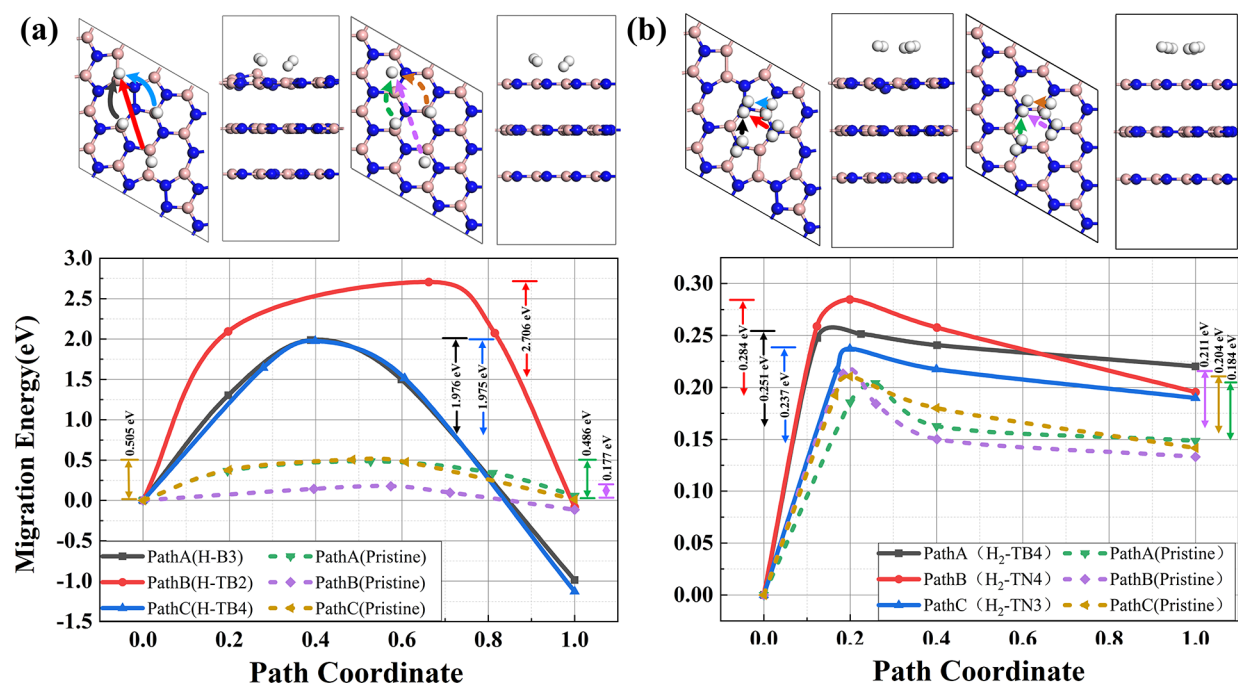 (a)
Migration Energy(eV)
3.0
2.5
2.0
1.5
1.0
0.5
0.0
-0.5
-1.0
-1.5
0.505 eV
1.976 eV
1.975 eV
2.706 eV
0.486 eV
0.177 eV
PathA(H-B3)
PathB(H-TB2)
PathC(H-TB4)
PathA(Pristine)
PathB(Pristine)
PathC(Pristine)
0.0 0.2 0.4 0.6 0.8 1.0
Path Coordinate
(b)
0.30
0.25
0.20
0.15
0.10
0.05
0.00
0.284 eV
0.251 eV
0.237 eV
0.211 eV
0.204 eV
0.184 eV
PathA（H₂-TB4）
PathB（H₂-TN4）
PathC（H₂-TN3）
PathA(Pristine）
PathB(Pristine）
PathC(Pristine）
0.0 0.2 0.4 0.6 0.8 1.0
Path Coordinate